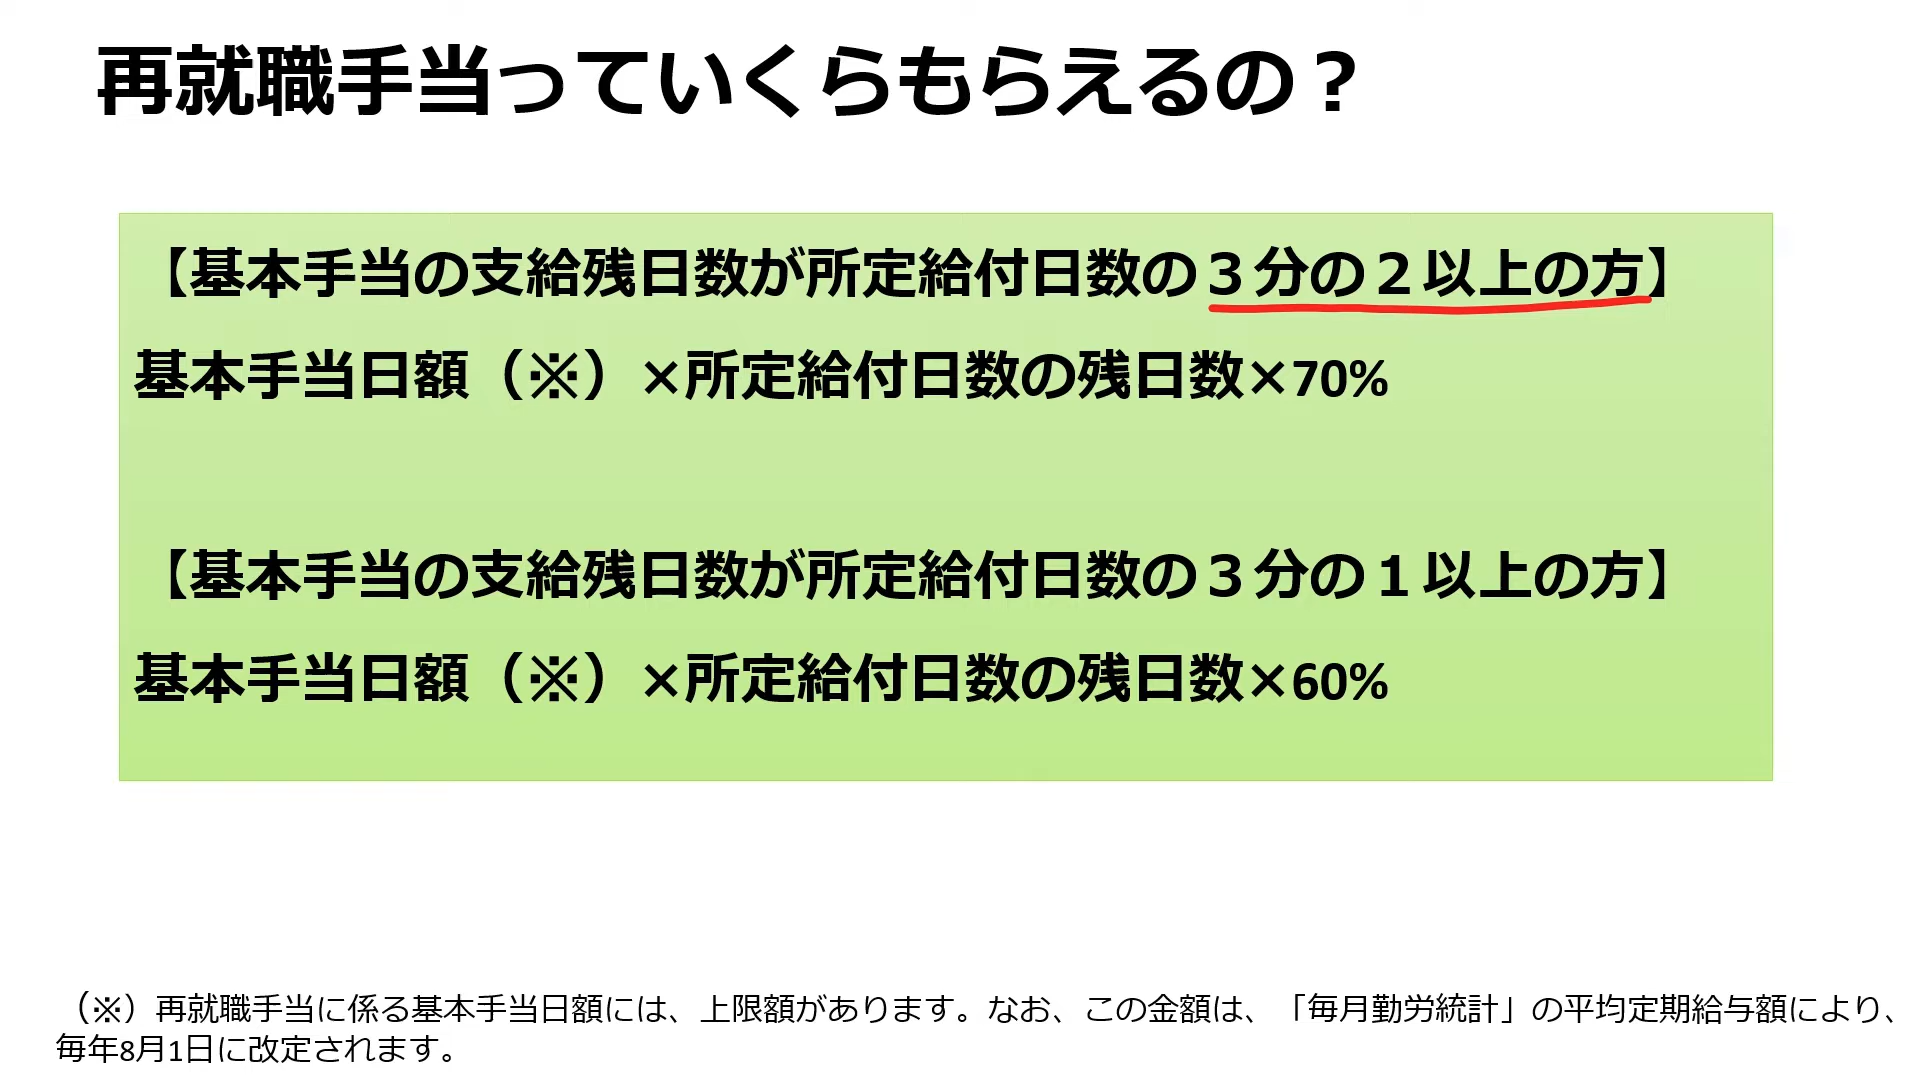 再就職手当っていくらもらえるの？
【基本手当の支給残日数が所定給付日数の３分の２以上の方】
基本手当日額（※）×所定給付日数の残日数×70%
【基本手当の支給残日数が所定給付日数の３分の１以上の方】
基本手当日額（※）×所定給付日数の残日数×60%
（※）再就職手当に係る基本手当日額には、上限額があります。なお、この金額は、「毎月勤労統計」の平均定期給与額により、
毎年8月1日に改定されます。